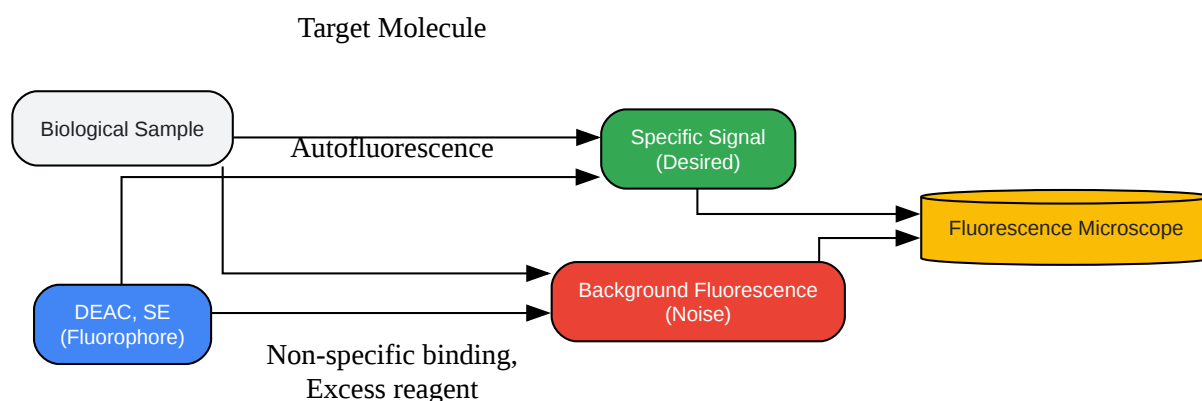 Target Molecule
Biological Sample
Autofluorescence
Specific Signal
(Desired)
Fluorescence Microscope
DEAC, SE
(Fluorophore)
Background Fluorescence
(Noise)
Non-specific binding,
Excess reagent